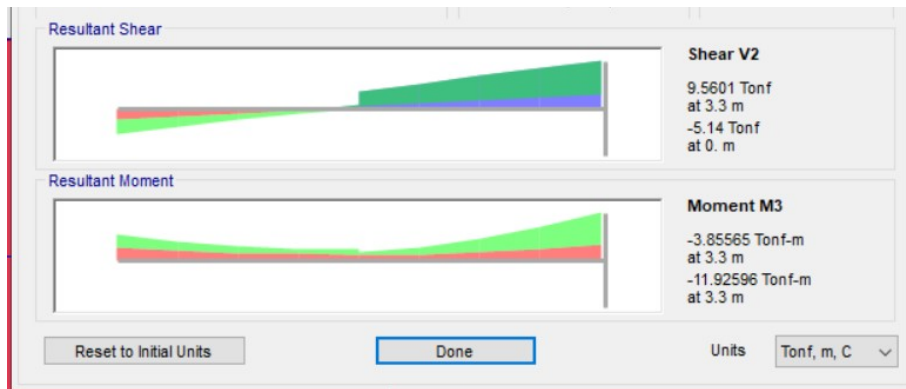 Resultant Shear
Shear V2
9.5601 Tonf
at 3.3 m
-5.14 Tonf
at 0. m
Resultant Moment
Moment M3
-3.85565 Tonf-m
at 3.3 m
-11.92596 Tonf-m
at 3.3 m
Reset to Initial Units
Done
Units
Tonf, m, C